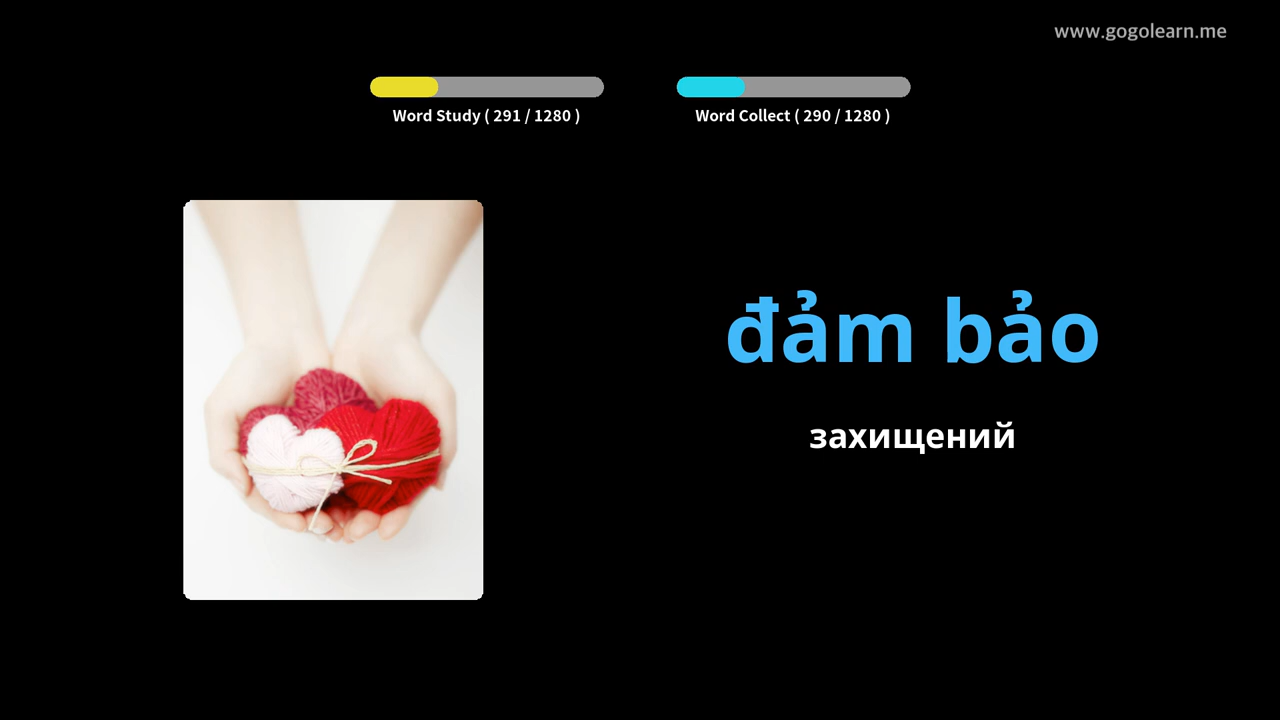 www.gogolearn.me
Word Study ( 291 / 1280 )
Word Collect ( 290 / 1280 )
đảm bảo
захищений